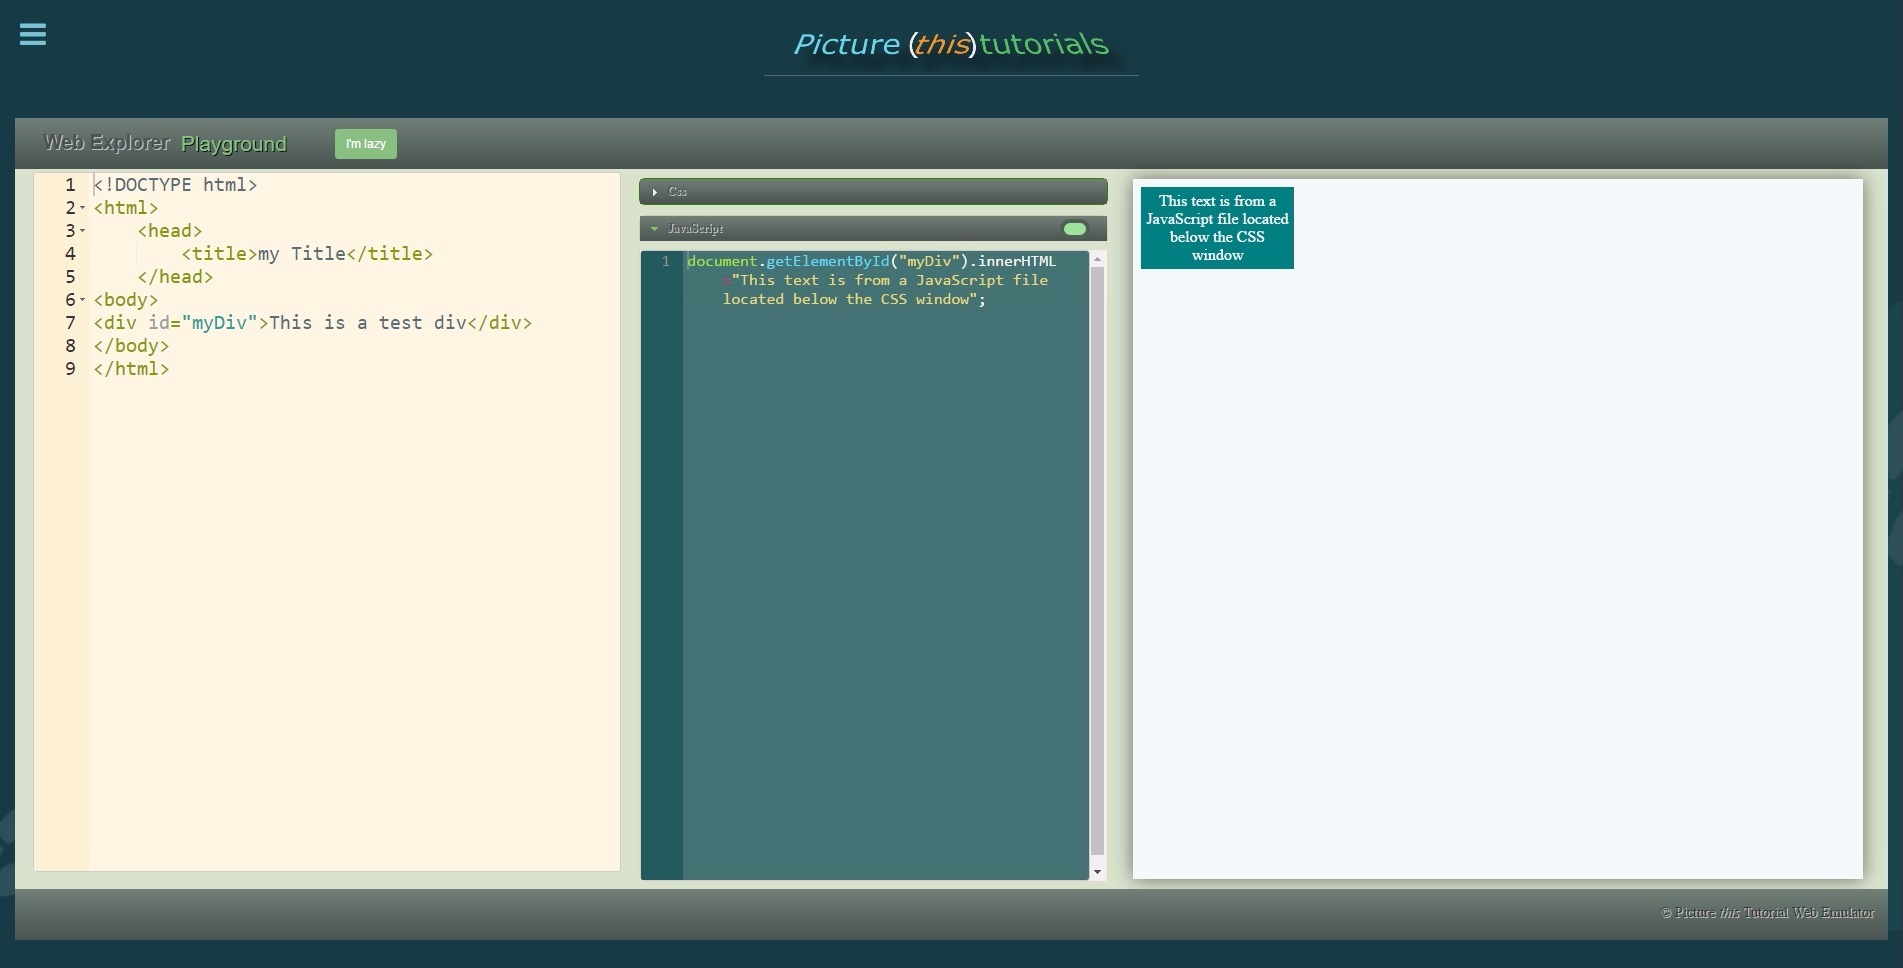 Picture (this)tutorials
Web Explorer Playground I'm lazy
1 <!DOCTYPE html>
2 <html>
3 <head>
4 <title>my Title</title>
5 </head>
6 <body>
7 <div id="myDiv">This is a test div</div>
8 </body>
9 </html>
Css
JavaScript
1 document.getElementById("myDiv").innerHTML
="This text is from a JavaScript file
located below the CSS window";
This text is from a
JavaScript file located
below the CSS
window
© Picture this Tutorial Web Emulator